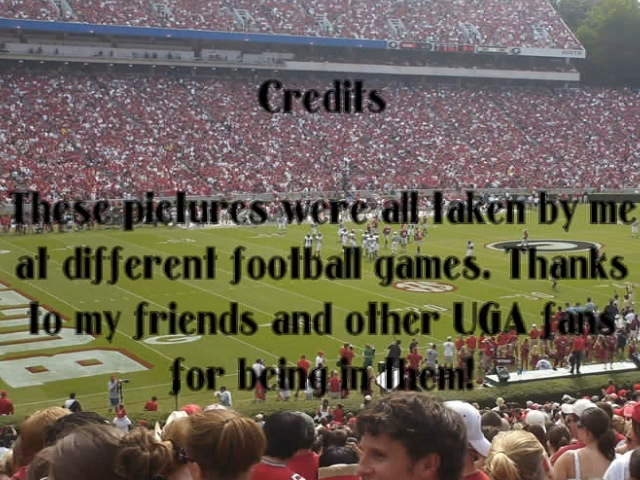 Credits
These pictures were all taken by me
at different football games. Thanks
to my friends and other UGA fans
for being in them!